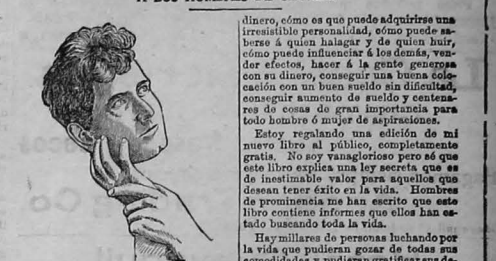 dinero, cómo es que puede adquirirse una
irresistible personalidad, cómo puede sa-
berse á quien halagar y de quien huir,
cómo puede influenciar á los demás, ven-
der efectos, hacer á la gente generosa
con su dinero, conseguir una buena colo-
cación con un buen sueldo sin dificultad,
conseguir aumento de sueldo y centena-
res de cosas de gran importancia para
todo hombre ó mujer de aspiraciones.
Estoy regalando una edición de mi
nuevo libro al público, completamente
gratis. No soy vanaglorioso pero sé que
este libro explica una ley secreta que es
de inestimable valor para aquellos que
desean tener éxito en la vida. Hombres
de prominencia me han escrito que este
libro contiene informes que ellos han es-
tado buscando toda la vida.
Hay millares de personas luchando por
la vida que pudieran gozar de todas sus